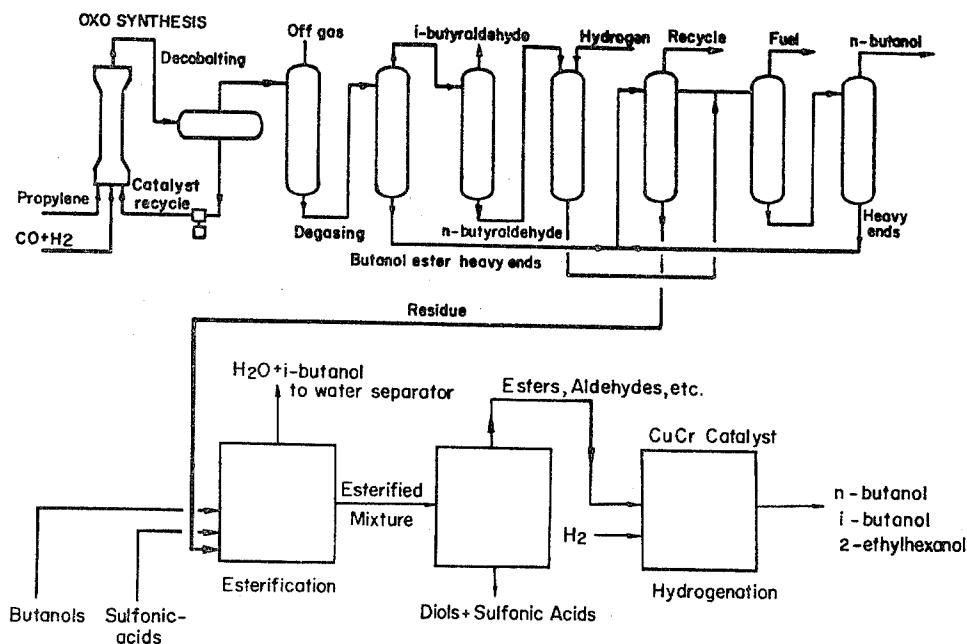 OXO SYNTHESIS
Decobalting
Off gas
i-butyraldehyde
Hydrogen
Recycle
Fuel
n-butanol
Propylene
CO+H2
Catalyst
recycle
Degasing
n-butyraldehyde
Butanol ester heavy ends
Heavy
ends
Residue
H2O+i-butanol
to water separator
Esters, Aldehydes, etc.
CuCr Catalyst
Esterified
Mixture
H2
n-butanol
i-butanol
2-ethylhexanol
Esterification
Hydrogenation
Butanols
Sulfonic-
acids
Diols+Sulfonic Acids